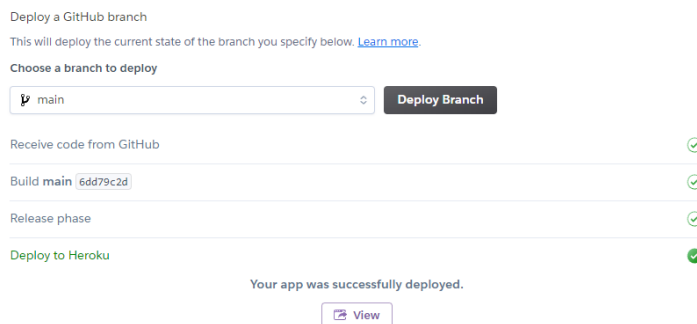 Deploy a GitHub branch
This will deploy the current state of the branch you specify below. Learn more.
Choose a branch to deploy
main
Deploy Branch
Receive code from GitHub
Build main 6dd79c2d
Release phase
Deploy to Heroku
Your app was successfully deployed.
View